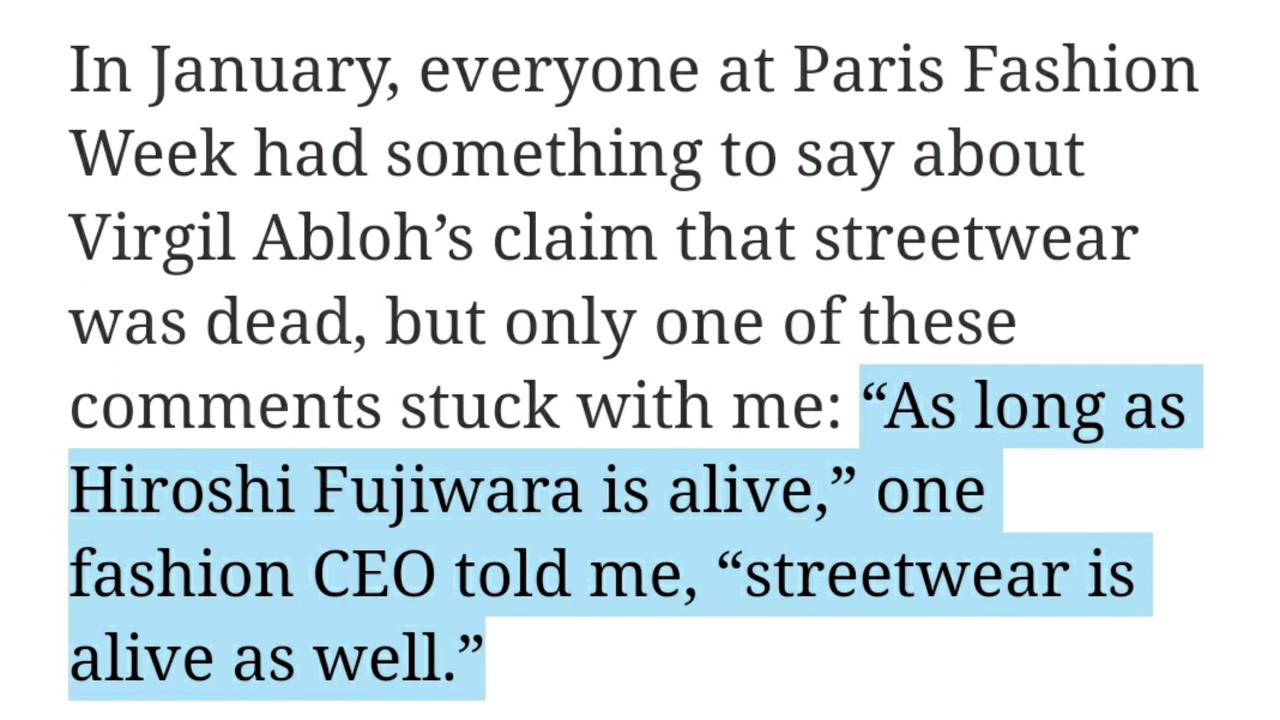 In January, everyone at Paris Fashion
Week had something to say about
Virgil Abloh’s claim that streetwear
was dead, but only one of these
comments stuck with me: “As long as
Hiroshi Fujiwara is alive,” one
fashion CEO told me, “streetwear is
alive as well.”